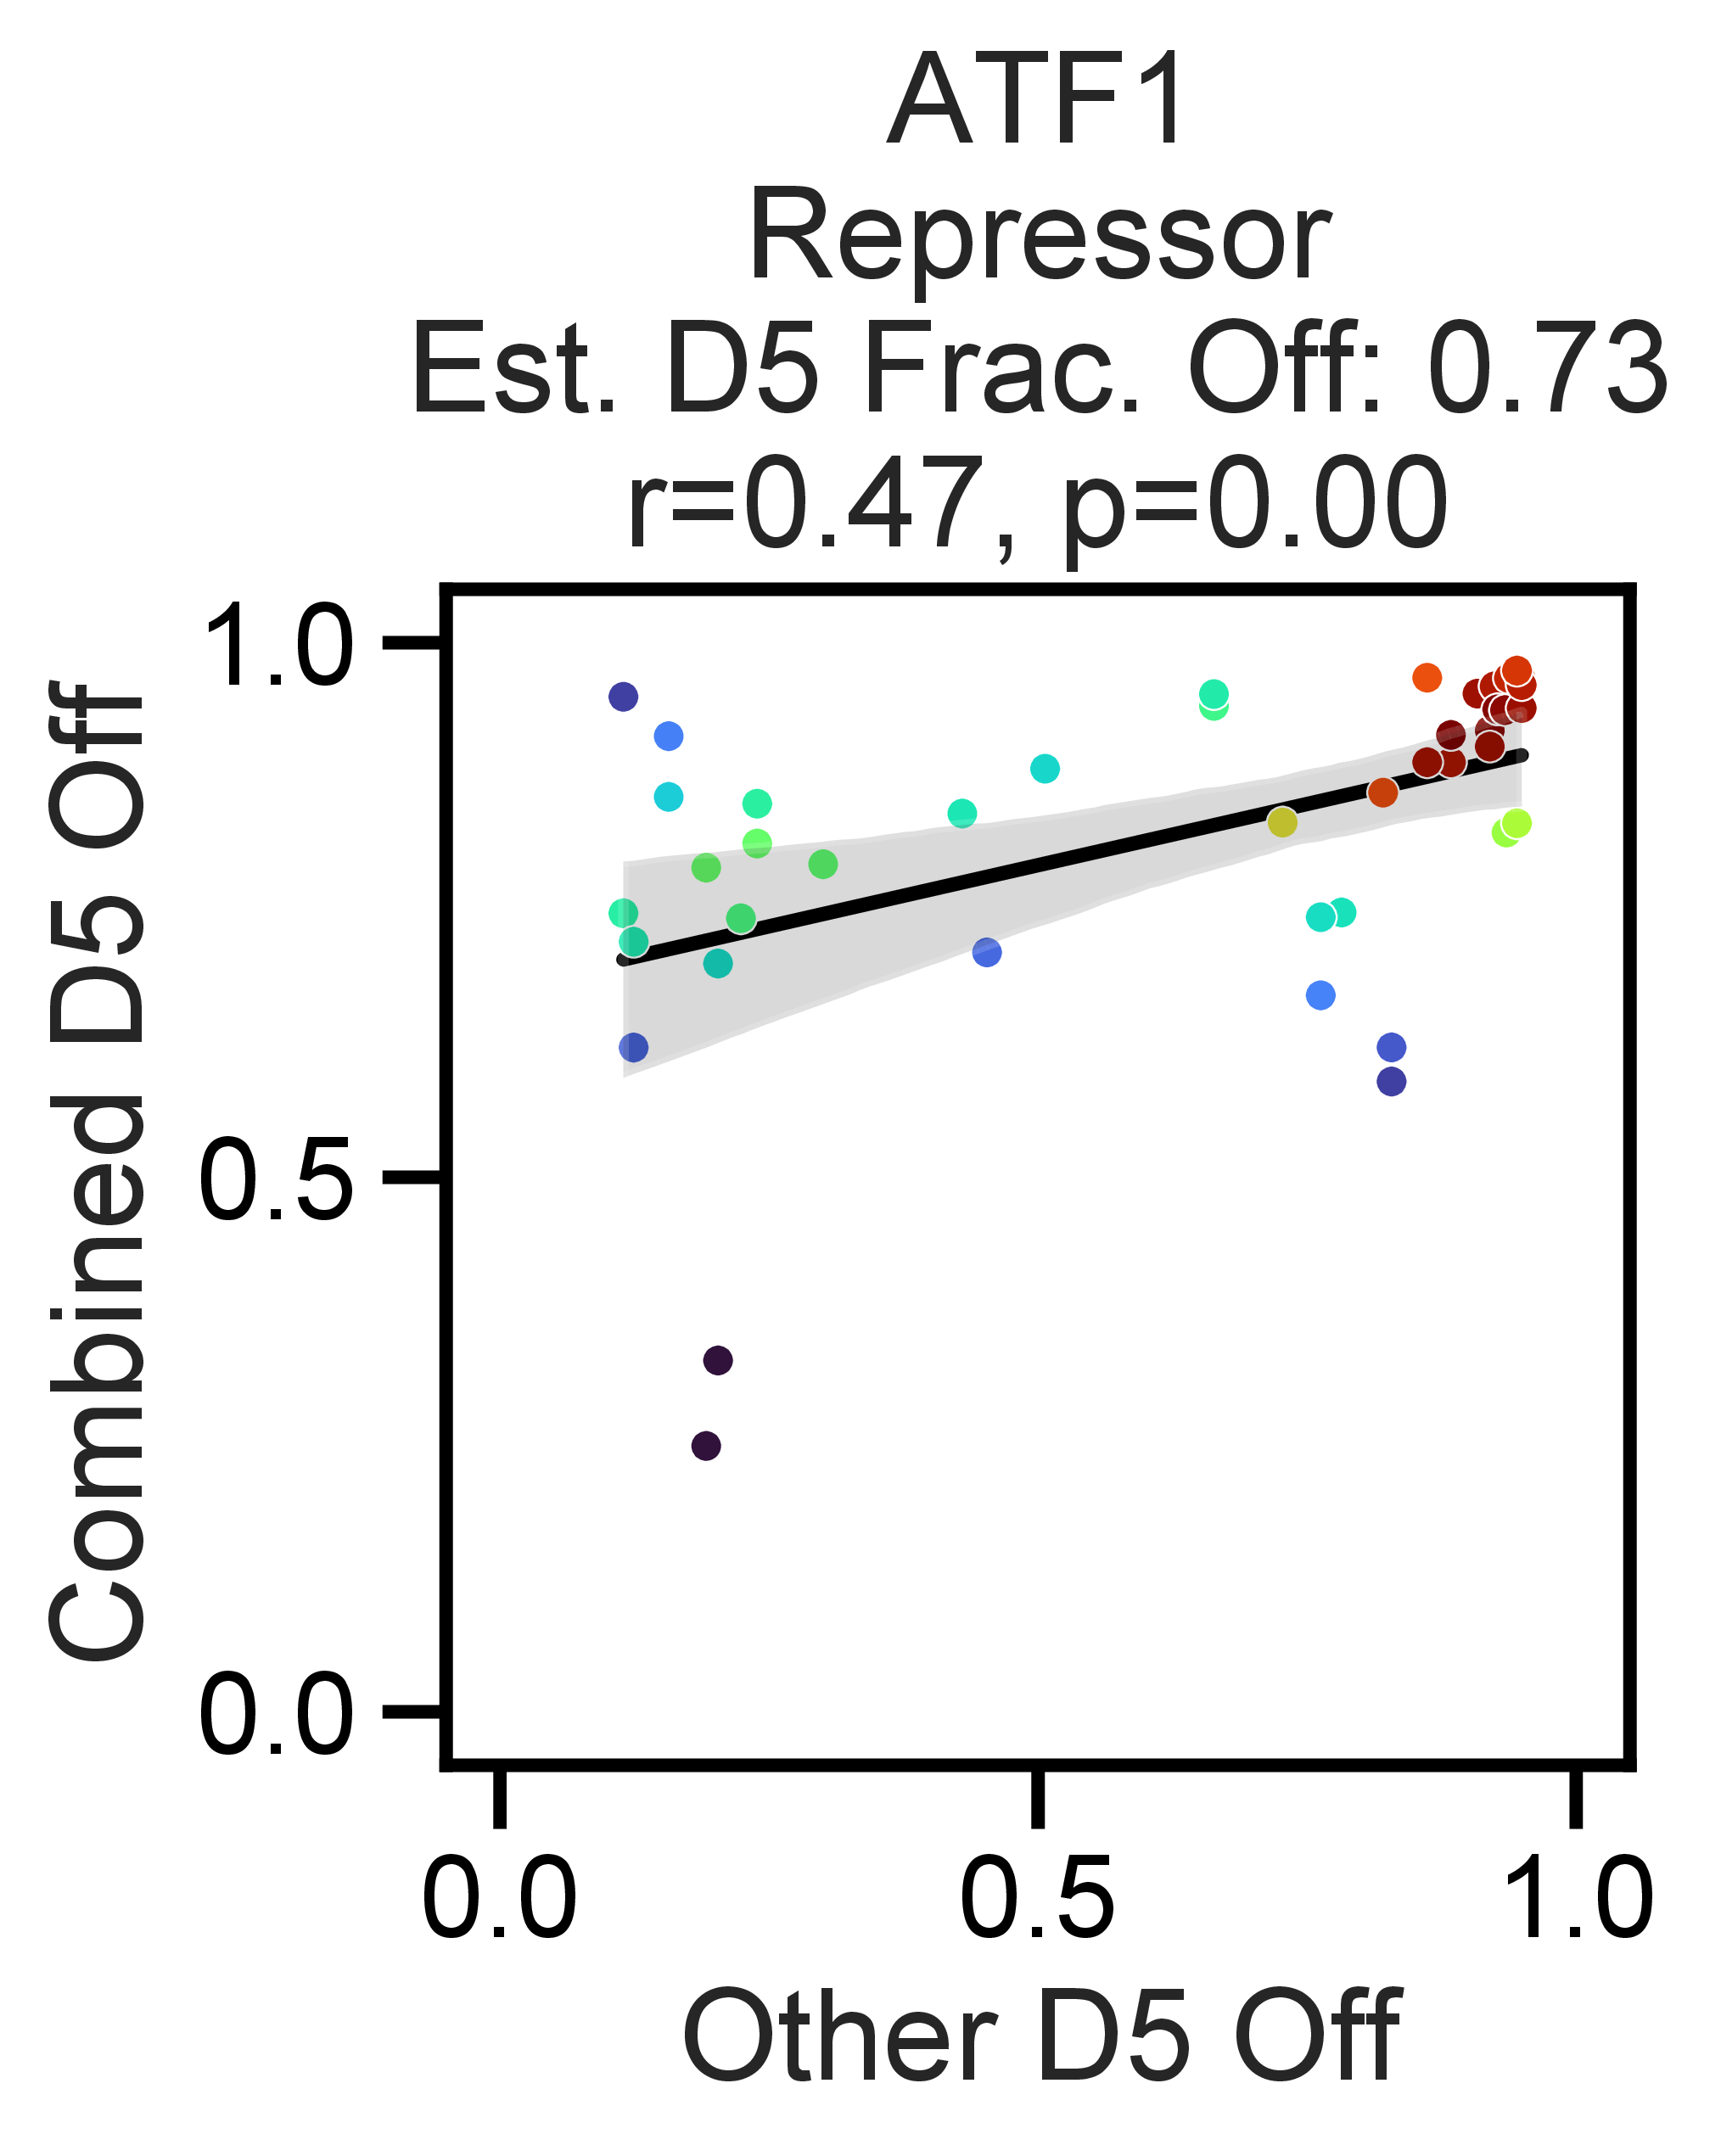 ATF1
Repressor
Est. D5 Frac. Off: 0.73
r=0.47, p=0.00
1.0
0.5
0.0
Combined D5 Off
0.0 0.5 1.0
Other D5 Off